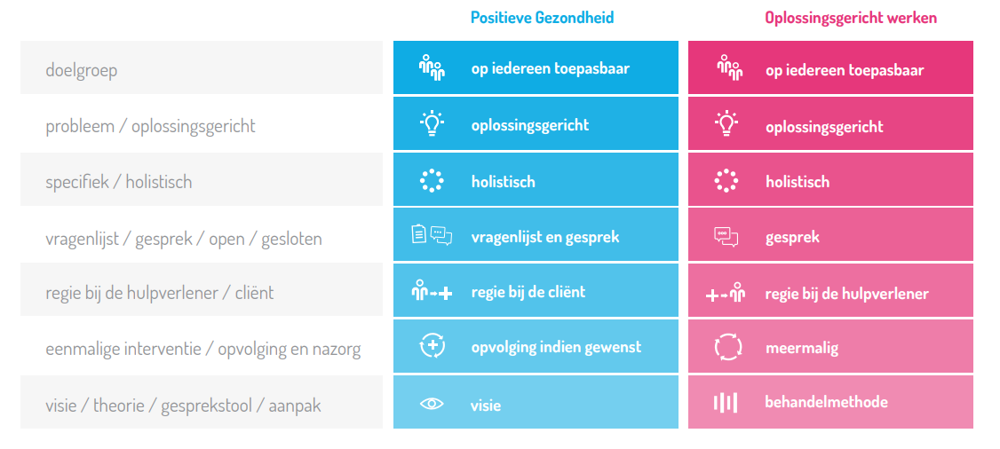 Positieve Gezondheid
Oplossingsgericht werken
doelgroep
op iedereen toepasbaar
op iedereen toepasbaar
probleem / oplossingsgericht
oplossingsgericht
oplossingsgericht
specifiek / holistisch
holistisch
holistisch
vragenlijst / gesprek / open / gesloten
vragenlijst en gesprek
gesprek
regie bij de hulpverlener / cliënt
regie bij de cliënt
regie bij de hulpverlener
eenmalige interventie / opvolging en nazorg
opvolging indien gewenst
meermalig
visie / theorie / gesprekstool / aanpak
visie
behandelmethode